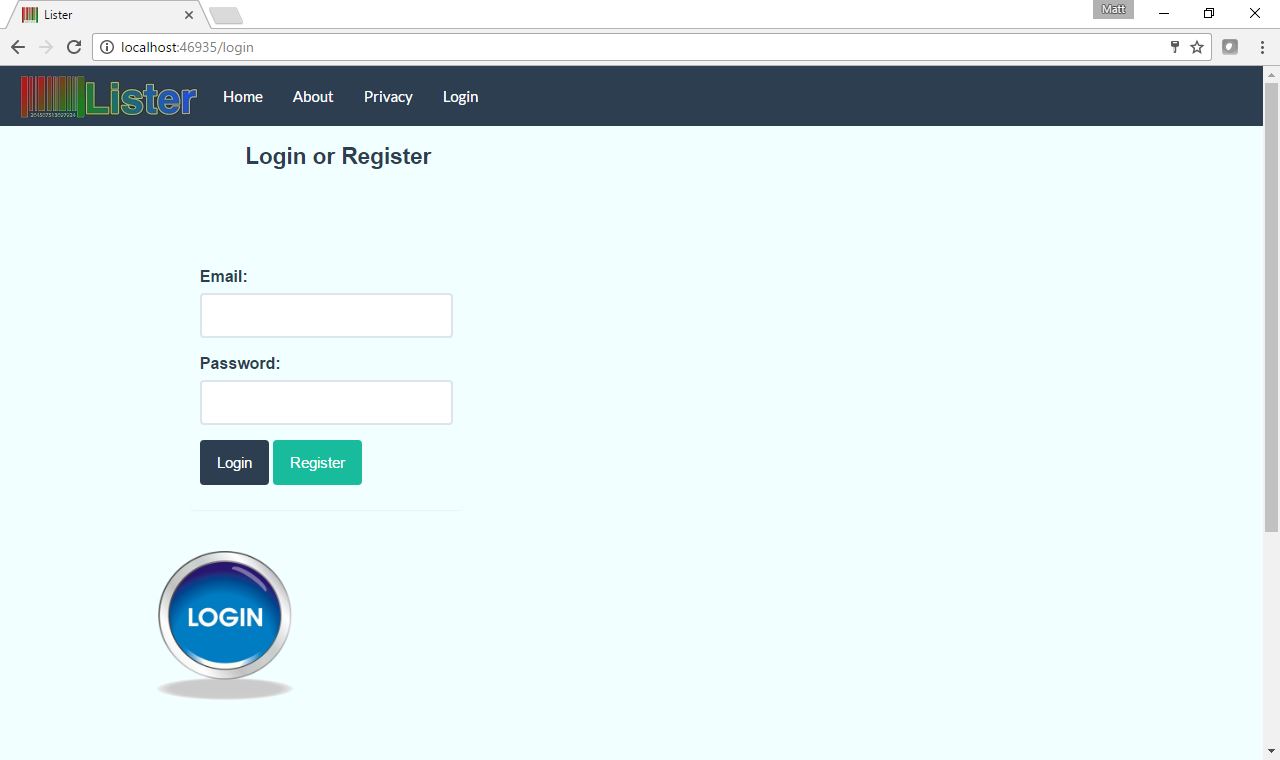 Lister
Matt
localhost:46935/login
Lister
Home About Privacy Login
Login or Register
Email:
Password:
Login Register
LOGIN